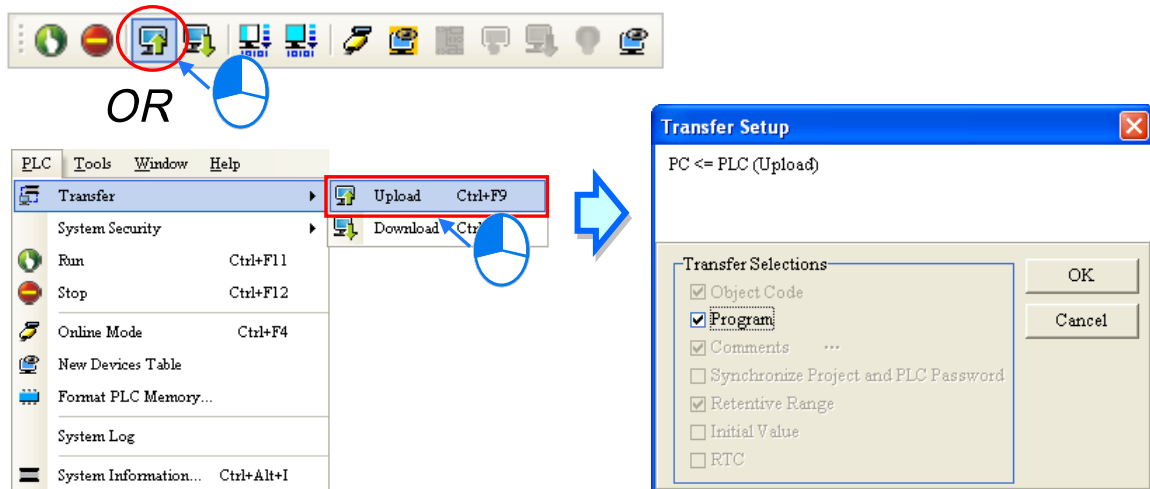 OR
PLC Tools Window Help
Transfer
System Security
Run Ctrl+F11
Stop Ctrl+F12
Online Mode Ctrl+F4
New Devices Table
Format PLC Memory...
System Log
System Information... Ctrl+Alt+I
Upload Ctrl+F9
Download Ctrl
Transfer Setup
PC <= PLC (Upload)
Transfer Selections
Object Code
Program
Comments ...
Synchronize Project and PLC Password
Retentive Range
Initial Value
RTC
OK
Cancel